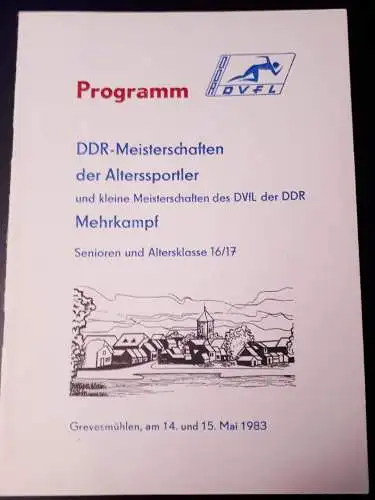 Programm
DDR
DVfL
DDR-Meisterschaften
der Alterssportler
und kleine Meisterschaften des DVfL der DDR
Mehrkampf
Senioren und Altersklasse 16/17
Grevesmühlen, am 14. und 15. Mai 1983